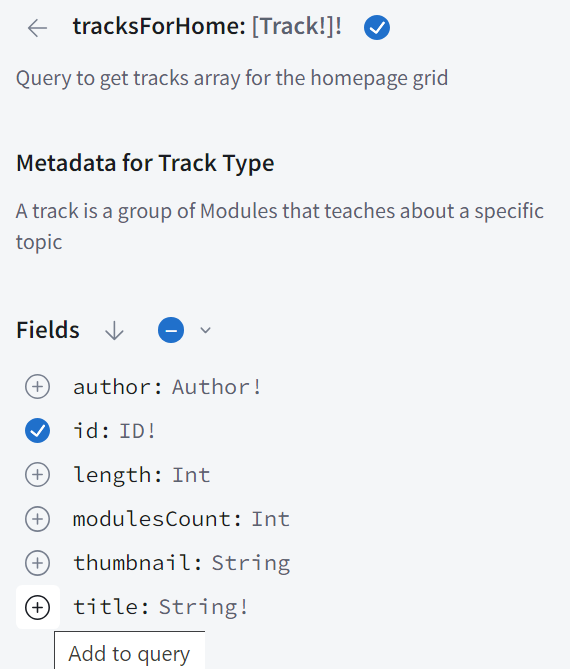 tracksForHome: [Track!]!
Query to get tracks array for the homepage grid
Metadata for Track Type
A track is a group of Modules that teaches about a specific
topic
Fields
author: Author!
id: ID!
length: Int
modulesCount: Int
thumbnail: String
title: String!
Add to query